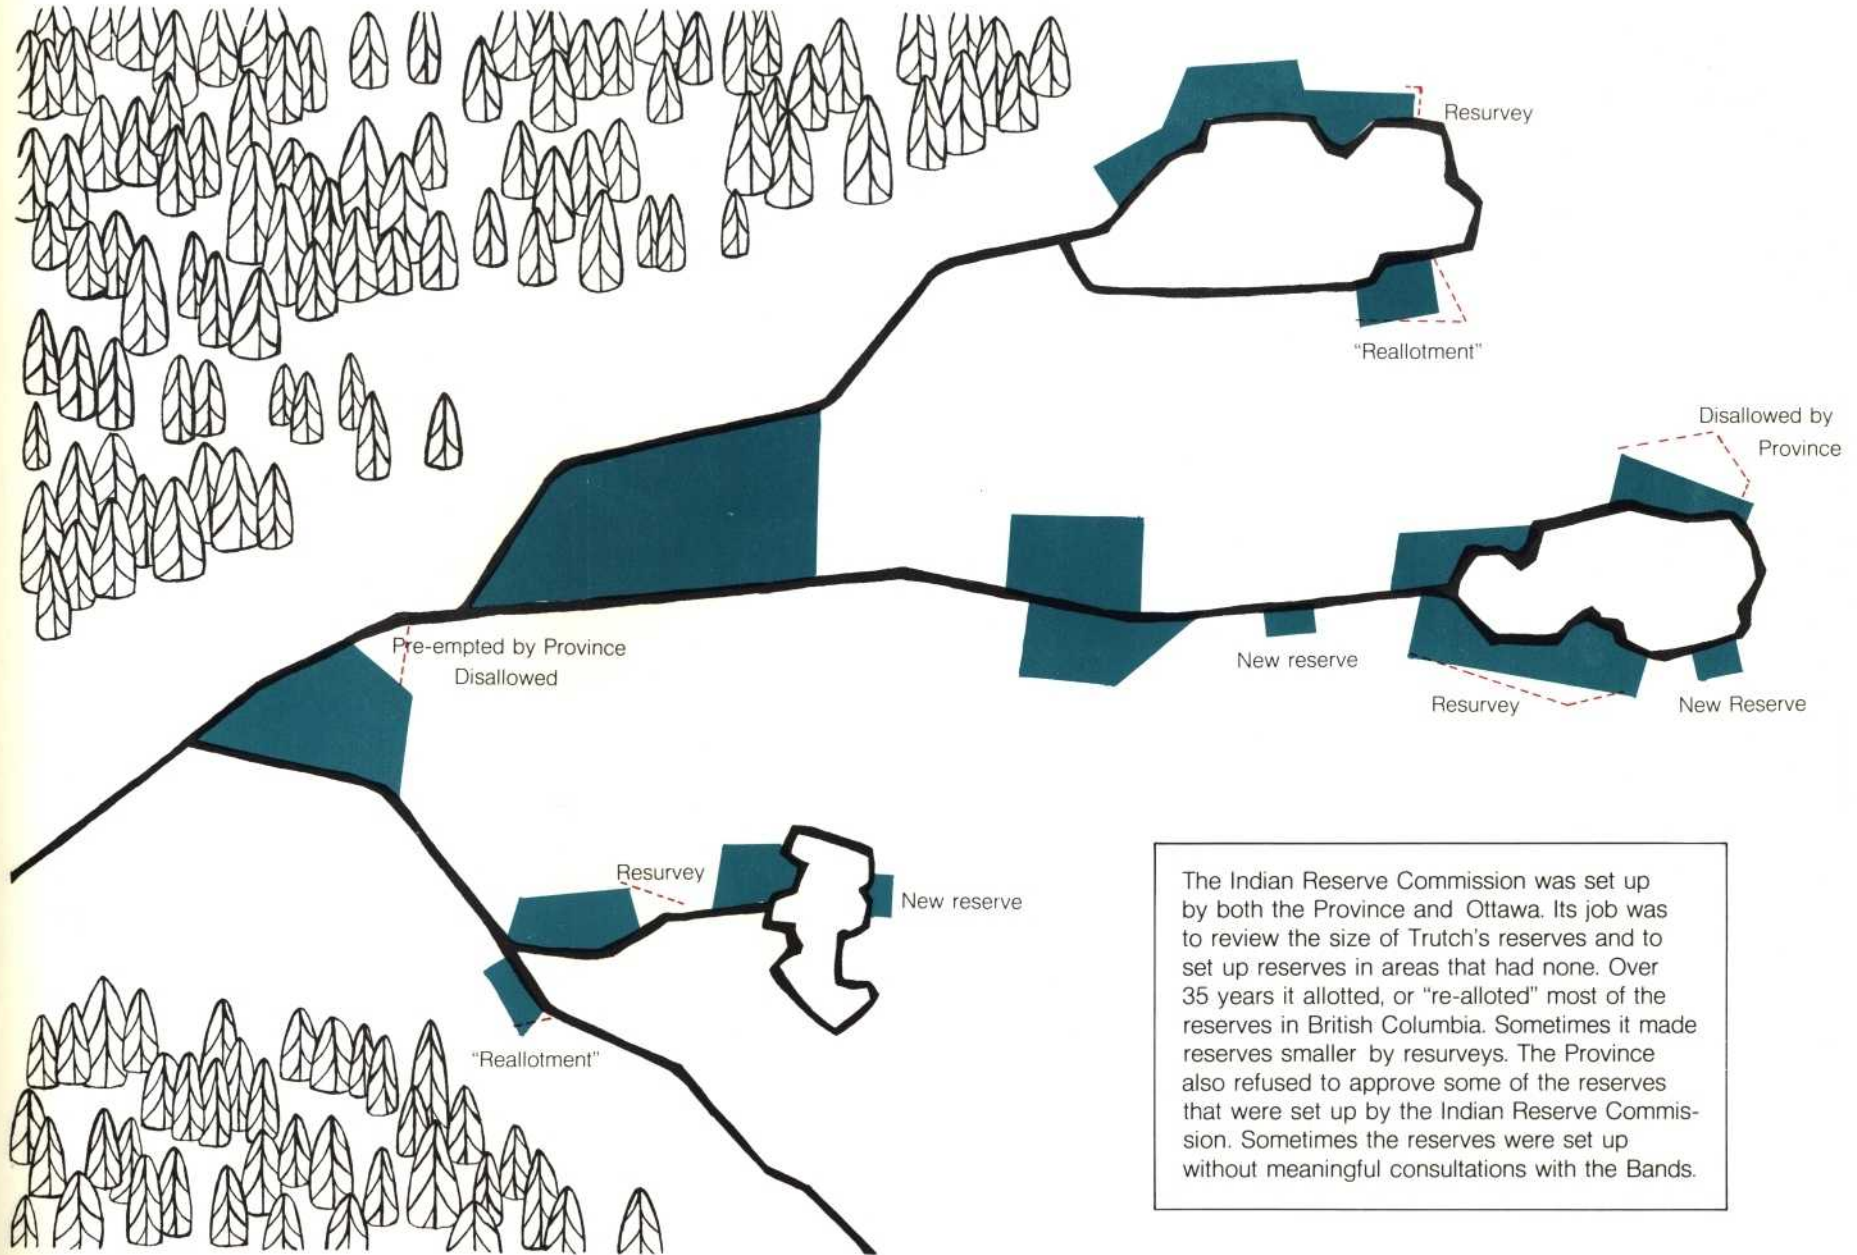 Resurvey
“Reallotment”
Disallowed by
Province
Pre-empted by Province
Disallowed
New reserve
Resurvey
New Reserve
Resurvey
New reserve
“Reallotment”
The Indian Reserve Commission was set up
by both the Province and Ottawa. Its job was
to review the size of Trutch's reserves and to
set up reserves in areas that had none. Over
35 years it allotted, or “re-alloted” most of the
reserves in British Columbia. Sometimes it made
reserves smaller by resurveys. The Province
also refused to approve some of the reserves
that were set up by the Indian Reserve Commis-
sion. Sometimes the reserves were set up
without meaningful consultations with the Bands.